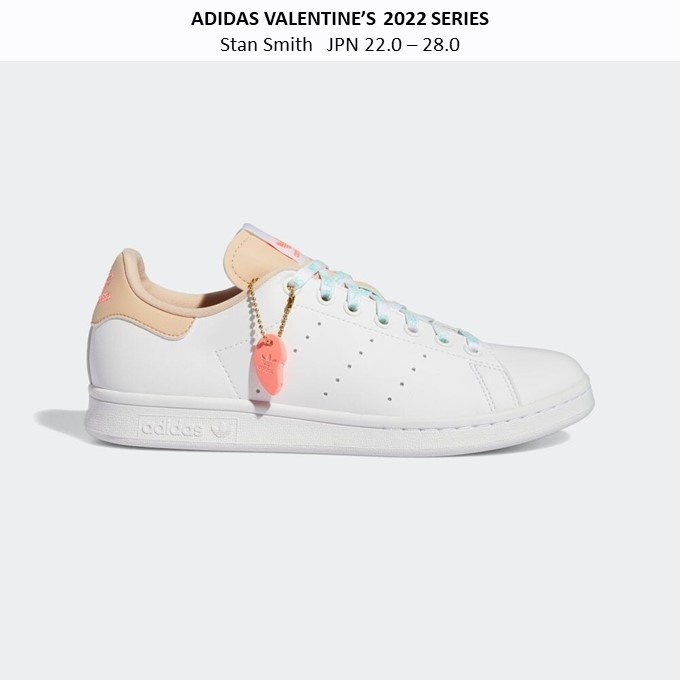 ADIDAS VALENTINE’S 2022 SERIES
Stan Smith JPN 22.0 – 28.0
adidas